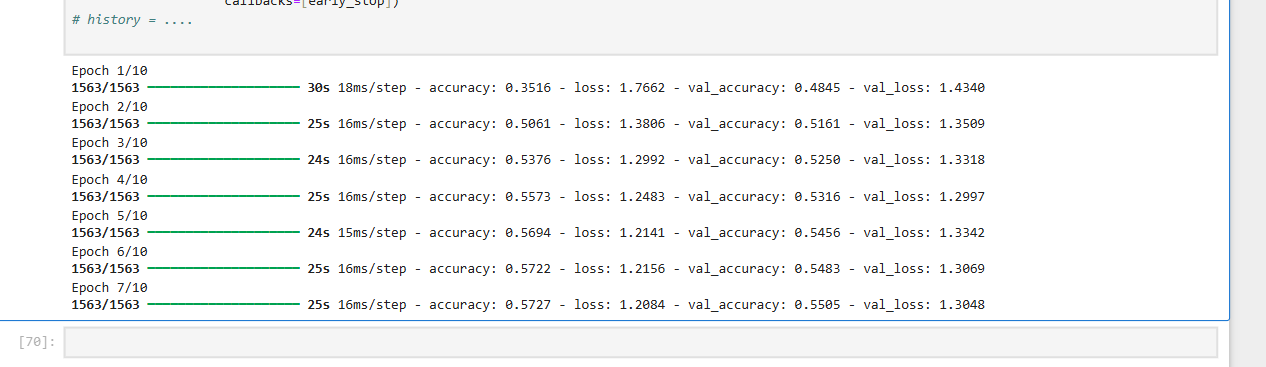 callbacks=[early_stop])
# history = ....
Epoch 1/10
1563/1563 ━━━━━━━━━━━━━━━━━━━━ 30s 18ms/step - accuracy: 0.3516 - loss: 1.7662 - val_accuracy: 0.4845 - val_loss: 1.4340
Epoch 2/10
1563/1563 ━━━━━━━━━━━━━━━━━━━━ 25s 16ms/step - accuracy: 0.5061 - loss: 1.3806 - val_accuracy: 0.5161 - val_loss: 1.3509
Epoch 3/10
1563/1563 ━━━━━━━━━━━━━━━━━━━━ 24s 16ms/step - accuracy: 0.5376 - loss: 1.2992 - val_accuracy: 0.5250 - val_loss: 1.3318
Epoch 4/10
1563/1563 ━━━━━━━━━━━━━━━━━━━━ 25s 16ms/step - accuracy: 0.5573 - loss: 1.2483 - val_accuracy: 0.5316 - val_loss: 1.2997
Epoch 5/10
1563/1563 ━━━━━━━━━━━━━━━━━━━━ 24s 15ms/step - accuracy: 0.5694 - loss: 1.2141 - val_accuracy: 0.5456 - val_loss: 1.3342
Epoch 6/10
1563/1563 ━━━━━━━━━━━━━━━━━━━━ 25s 16ms/step - accuracy: 0.5722 - loss: 1.2156 - val_accuracy: 0.5483 - val_loss: 1.3069
Epoch 7/10
1563/1563 ━━━━━━━━━━━━━━━━━━━━ 25s 16ms/step - accuracy: 0.5727 - loss: 1.2084 - val_accuracy: 0.5505 - val_loss: 1.3048
[70]: